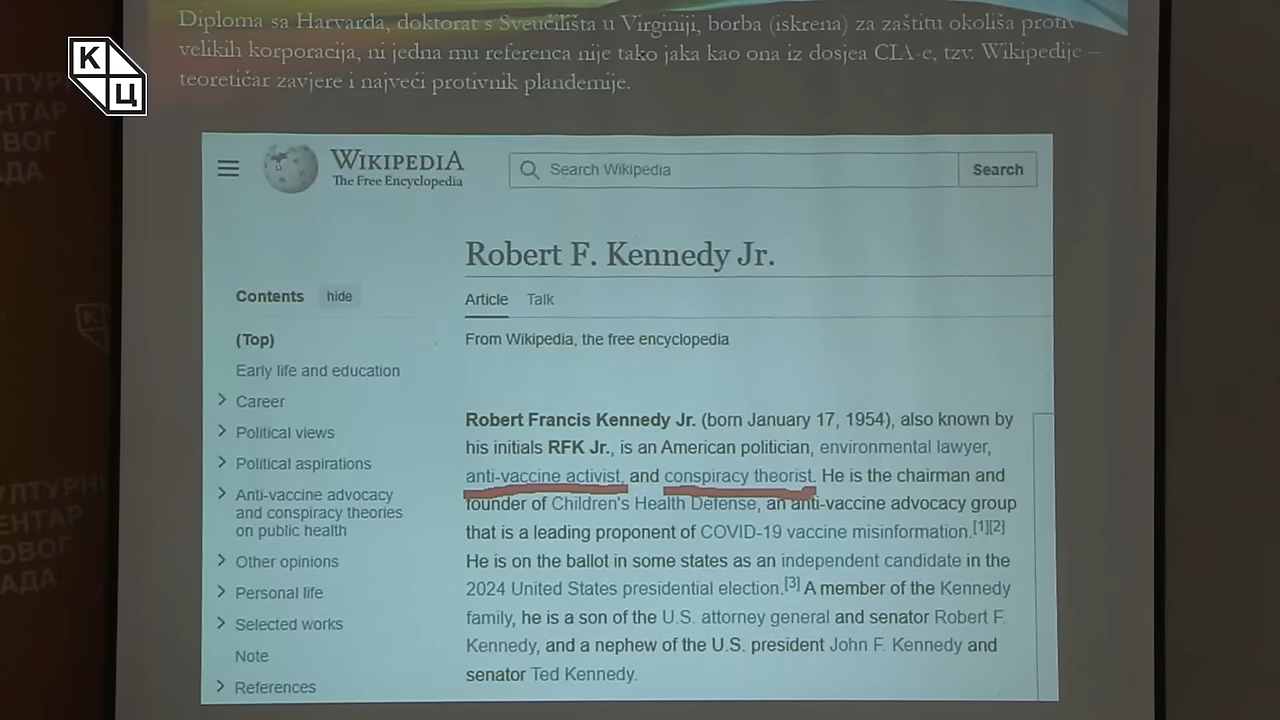 Diploma sa Harvarda, doktorat s Sveučilišta u Virginiji, borba (iskrena) za zaštitu okoliša protiv
velikih korporacija, ni jedna mu referenca nije tako jaka kao ona iz dosjea CIA-e, tzv. Wikipedije –
teoretičar zavjere i najveći protivnik plandemije.
К
Ц
WIKIPEDIA
The Free Encyclopedia
Search Wikipedia
Search
Robert F. Kennedy Jr.
Contents hide
Article Talk
(Top)
From Wikipedia, the free encyclopedia
Early life and education
Career
Political views
Political aspirations
Anti-vaccine advocacy
and conspiracy theories
on public health
Other opinions
Personal life
Selected works
Note
References
Robert Francis Kennedy Jr. (born January 17, 1954), also known by
his initials RFK Jr., is an American politician, environmental lawyer,
anti-vaccine activist, and conspiracy theorist. He is the chairman and
founder of Children's Health Defense, an anti-vaccine advocacy group
that is a leading proponent of COVID-19 vaccine misinformation.[1][2]
He is on the ballot in some states as an independent candidate in the
2024 United States presidential election.[3] A member of the Kennedy
family, he is a son of the U.S. attorney general and senator Robert F.
Kennedy, and a nephew of the U.S. president John F. Kennedy and
senator Ted Kennedy.